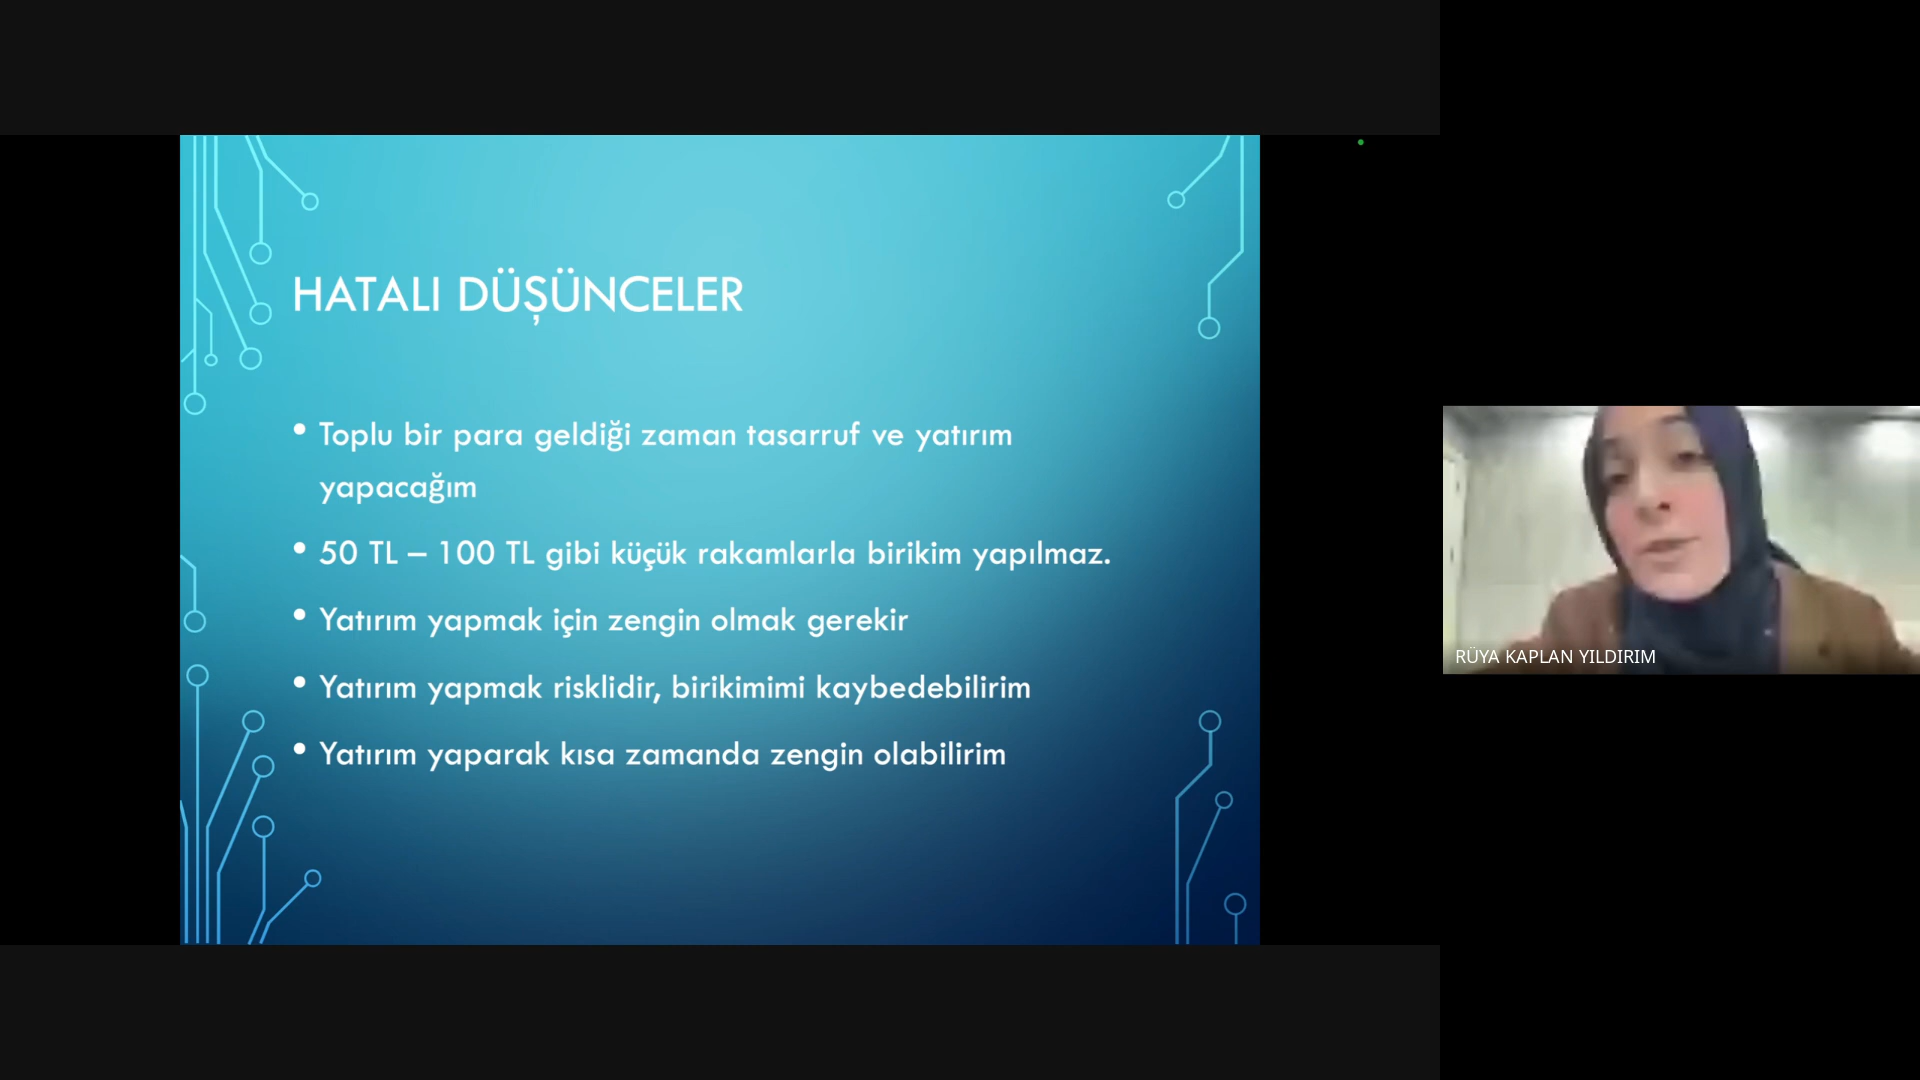 HATALI DÜŞÜNCELER
• Toplu bir para geldiği zaman tasarruf ve yatırım
yapacağım
• 50 TL – 100 TL gibi küçük rakamlarla birikim yapılmaz.
• Yatırım yapmak için zengin olmak gerekir
• Yatırım yapmak risklidir, birikimimi kaybedebilirim
• Yatırım yaparak kısa zamanda zengin olabilirim
RÜYA KAPLAN YILDIRIM